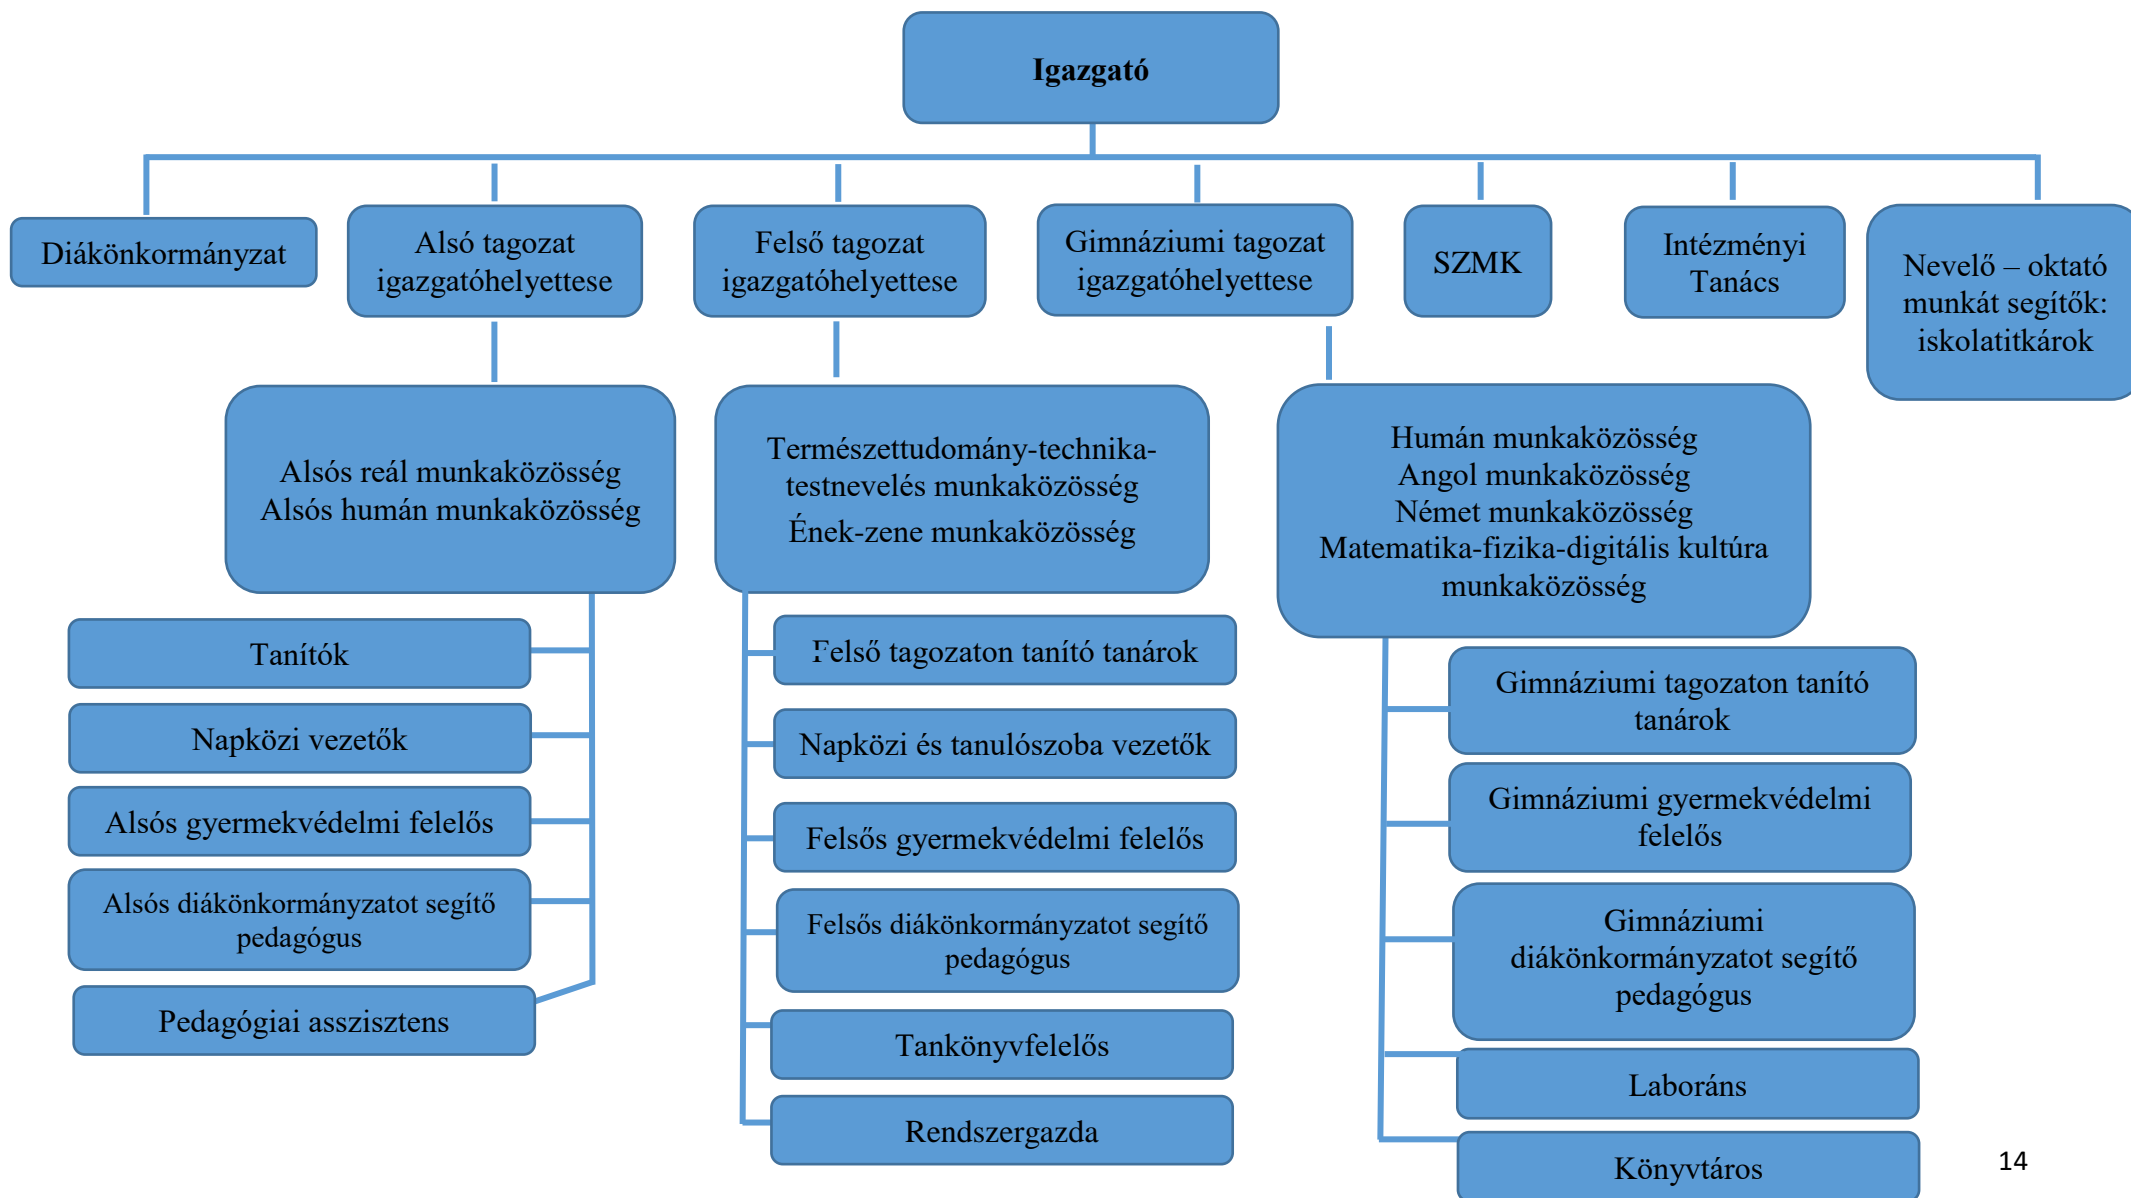 Igazgató
Diákönkormányzat
Alsó tagozat
igazgatóhelyettese
Felső tagozat
igazgatóhelyettese
Gimnáziumi tagozat
igazgatóhelyettese
SZMK
Intézményi
Tanács
Nevelő – oktató
munkát segítők:
iskolatitkárok
Alsós reál munkaközösség
Alsós humán munkaközösség
Természettudomány-technika-
testnevelés munkaközösség
Ének-zene munkaközösség
Humán munkaközösség
Angol munkaközösség
Német munkaközösség
Matematika-fizika-digitális kultúra
munkaközösség
Tanítók
Napközi vezetők
Alsós gyermekvédelmi felelős
Alsós diákönkormányzatot segítő
pedagógus
Pedagógiai asszisztens
Felső tagozaton tanító tanárok
Napközi és tanulószoba vezetők
Felsős gyermekvédelmi felelős
Felsős diákönkormányzatot segítő
pedagógus
Tankönyvfelelős
Rendszergazda
Gimnáziumi tagozaton tanító
tanárok
Gimnáziumi gyermekvédelmi
felelős
Gimnáziumi
diákönkormányzatot segítő
pedagógus
Laboráns
Könyvtáros
14